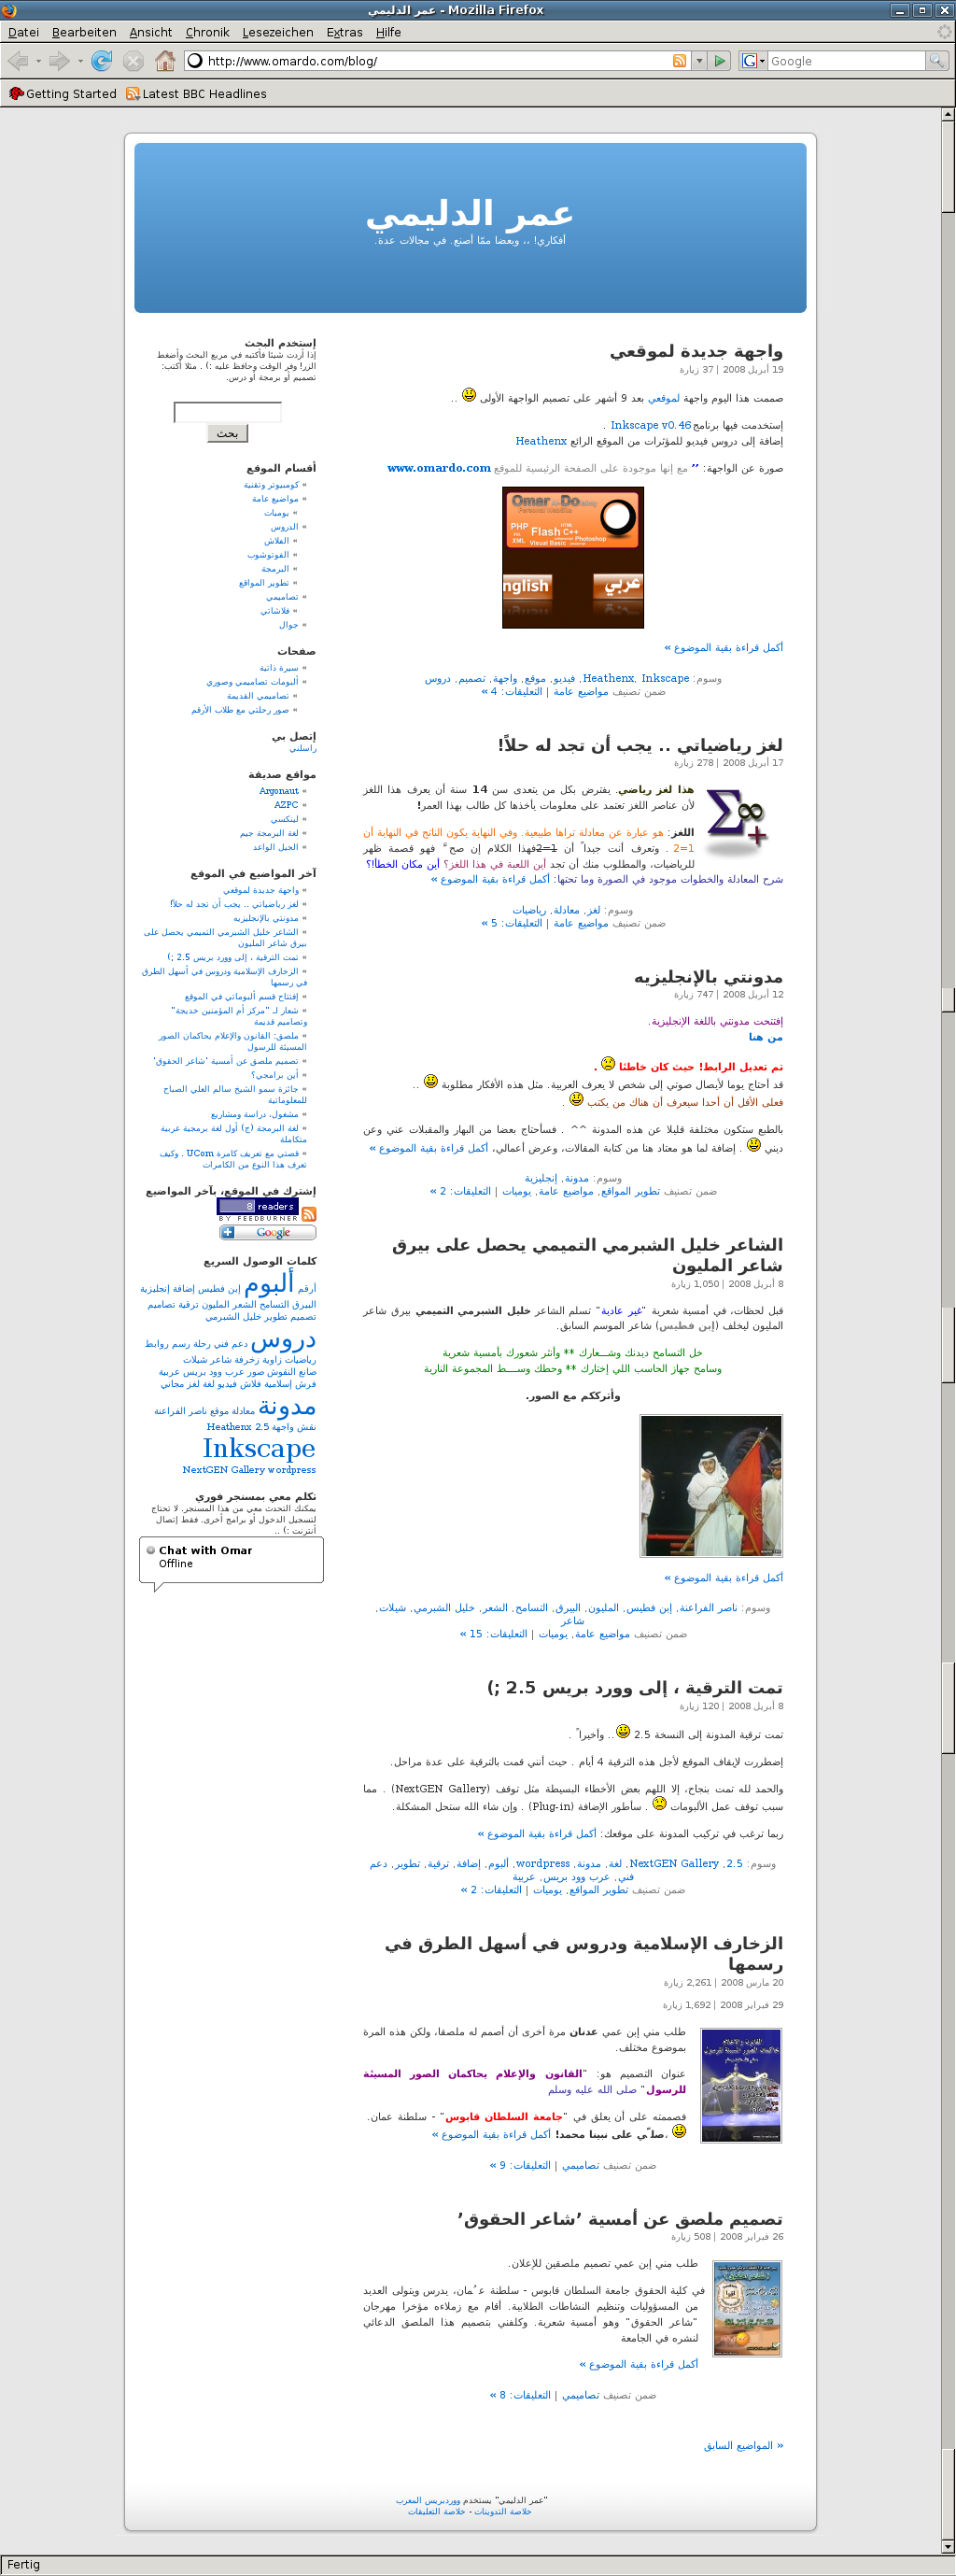 عمر الدليمي - Mozilla Firefox
Datei Bearbeiten Ansicht Chronik Lesezeichen Extras Hilfe
http://www.omardo.com/blog/
Google
Getting Started Latest BBC Headlines
عمر الدليمي
أفكاري! ،، وبعضا ممّا أصنع. في مجالات عدة.
واجهة جديدة لموقعي
19 أبريل 2008 | 37 زيارة
صممت هذا اليوم واجهة لموقعي بعد 9 أشهر على تصميم الواجهة الأولى ..
إستخدمت فيها برنامج Inkscape v0.46 .
إضافة إلى دروس فيديو للمؤثرات من الموقع الرائع Heathenx
صورة عن الواجهة: ” مع إنها موجودة على الصفحة الرئيسية للموقع www.omardo.com
Omar-Do
PHP Flash C++
XML Visual Basic
nglish عربي
أكمل قراءة بقية الموضوع »
وسوم: Heathenx, Inkscape, فيديو, موقع, واجهة, تصميم, دروس
ضمن تصنيف مواضيع عامة | التعليقات: 4 »
لغز رياضياتي .. يجب أن تجد له حلاً!
17 أبريل 2008 | 278 زيارة
هذا لغز رياضي. يفترض بكل من يتعدى سن 14 سنة أن يعرف هذا اللغز
لأن عناصر اللغز تعتمد على معلومات يأخذها كل طالب بهذا العمر!
اللغز: هو عبارة عن معادلة تراها طبيعية. وفي النهاية يكون الناتج في النهاية أن
1=2 . وتعرف أنت جيداً أن 1=2 فهذا الكلام إن صح ّ فهو قصمة ظهر
للرياضيات، والمطلوب منك أن تجد أين اللعبة في هذا اللغز؟ أين مكان الخطأ!؟
شرح المعادلة والخطوات موجود في الصورة وما تحتها: أكمل قراءة بقية الموضوع »
وسوم: لغز, معادلة, رياضيات
ضمن تصنيف مواضيع عامة | التعليقات: 5 »
مدونتي بالإنجليزيه
12 أبريل 2008 | 747 زيارة
إفتتحت مدونتي باللغة الإنجليزية.
من هنا
تم تعديل الرابط! حيث كان خاطئا .
قد أحتاج يوما لأيصال صوتي إلى شخص لا يعرف العربية. مثل هذه الأفكار مطلوبة ..
فعلى الأقل أن أحدا سيعرف أن هناك من يكتب .
بالطبع ستكون مختلفة قليلا عن هذه المدونة ^^ . فسأحتاج بعضا من البهار والمقبلات عني وعن
ديني . إضافة لما هو معتاد هنا من كتابة المقالات، وعرض أعمالي، أكمل قراءة بقية الموضوع »
وسوم: مدونة, إنجليزية
ضمن تصنيف تطوير المواقع, مواضيع عامة, يوميات | التعليقات: 2 »
الشاعر خليل الشبرمي التميمي يحصل على بيرق
شاعر المليون
8 أبريل 2008 | 1,050 زيارة
قبل لحظات، في أمسية شعرية "غير عادية" تسلم الشاعر خليل الشبرمي التميمي بيرق شاعر
المليون ليخلف (إبن فطيس) شاعر الموسم السابق.
خل التسامح ديدنك وشـــعارك ** وأنثر شعورك بأمسية شعرية
وسامح جهاز الحاسب اللي إختارك ** وحطك وســـط المجموعة النارية
وأترككم مع الصور.
أكمل قراءة بقية الموضوع »
وسوم: ناصر الفراعنة, إبن فطيس, المليون, البيرق, التسامح, الشعر, خليل الشبرمي, شيلات,
شاعر
ضمن تصنيف مواضيع عامة, يوميات | التعليقات: 15 »
تمت الترقية ، إلى وورد بريس 2.5 ;)
8 أبريل 2008 | 120 زيارة
تمت ترقية المدونة إلى النسخة 2.5 .. وأخيراً .
إضطررت لإيقاف الموقع لأجل هذه الترقية 4 أيام . حيث أنني قمت بالترقية على عدة مراحل.
والحمد لله تمت بنجاح، إلا اللهم بعض الأخطاء البسيطة مثل توقف (NextGEN Gallery) . مما
سبب توقف عمل الألبومات . سأطور الإضافة (Plug-in) . وإن شاء الله ستحل المشكلة.
ربما ترغب في تركيب المدونة على موقعك: أكمل قراءة بقية الموضوع »
وسوم: 2.5, NextGEN Gallery, لغة, مدونة, wordpress, ألبوم, إضافة, ترقية, تطوير, دعم
فني, عرب وورد بريس, عربية
ضمن تصنيف تطوير المواقع, يوميات | التعليقات: 2 »
الزخارف الإسلامية ودروس في أسهل الطرق في
رسمها
20 مارس 2008 | 2,261 زيارة
29 فبراير 2008 | 1,692 زيارة
طلب مني إبن عمي عدنان مرة أخرى أن أصمم له ملصقا، ولكن هذه المرة
بموضوع مختلف.
عنوان التصميم هو: "القانون والإعلام يحاكمان الصور المسيئة
للرسول" صلى الله عليه وسلم
فصممته على أن يعلق في "جامعة السلطان قابوس" - سلطنة عمان.
،صلّي على نبينا محمد! أكمل قراءة بقية الموضوع »
ضمن تصنيف تصاميمي | التعليقات: 9 »
تصميم ملصق عن أمسية ’شاعر الحقوق’
26 فبراير 2008 | 508 زيارة
طلب مني إبن عمي تصميم ملصقين للإعلان.
في كلية الحقوق جامعة السلطان قابوس - سلطنة عُمان، يدرس ويتولى العديد
من المسؤوليات وتنظيم النشاطات الطلابية. أقام مع زملاءه مؤخرا مهرجان
"شاعر الحقوق" وهو أمسية شعرية. وكلفني بتصميم هذا الملصق الدعائي
لنشره في الجامعة
أكمل قراءة بقية الموضوع »
ضمن تصنيف تصاميمي | التعليقات: 8 »
« المواضيع السابق
إستخدم البحث
إذا أردت شيئا فأكتبه في مربع البحث وأضغط
الزر! وفر الوقت وحافظ عليه :) . مثلا أكتب:
تصميم أو برمجة أو درس.
بحث
أقسام الموقع
» كومبيوتر وتقنية
» مواضيع عامة
» يوميات
» الدروس
» الفلاش
» الفوتوشوب
» البرمجة
» تطوير المواقع
» تصاميمي
» فلاشاتي
» جوال
صفحات
» سيرة ذاتية
» ألبومات تصاميمي وصوري
» تصاميمي القديمة
» صور رحلتي مع طلاب الأرقم
إتصل بي
راسلني
مواقع صديقة
» Argonaut
» AZPC
» لينكسي
» لغة البرمجة جيم
» الجيل الواعد
آخر المواضيع في الموقع
» واجهة جديدة لموقعي
» لغز رياضياتي .. يجب أن تجد له حلاً!
» مدونتي بالإنجليزيه
» الشاعر خليل الشبرمي التميمي يحصل على
بيرق شاعر المليون
» تمت الترقية ، إلى وورد بريس 2.5 ;)
» الزخارف الإسلامية ودروس في أسهل الطرق
في رسمها
» إفتتاح قسم ألبوماتي في الموقع
» شعار لـ "مركز أم المؤمنين خديجة"
وتصاميم قديمة
» ملصق: القانون والإعلام يحاكمان الصور
المسيئة للرسول
» تصميم ملصق عن أمسية ’شاعر الحقوق’
» أين برامجي؟
» جائزة سمو الشيخ سالم العلي الصباح
للمعلوماتية
» مشغول، دراسة ومشاريع
» لغة البرمجة (ج) أول لغة برمجية عربية
متكاملة
» قصتي مع تعريف كامرة UCom ، وكيف
تعرف هذا النوع من الكامرات
إشترك في الموقع، بآخر المواضيع
8 readers
BY FEEDBURNER
Google
كلمات الوصول السريع
أرقم ألبوم إبن فطيس إضافة إنجليزية
البيرق التسامح الشعر المليون ترقية تصاميم
تصميم تطوير خليل الشبرمي
دروس دعم فني رحلة رسم روابط
رياضيات زاوية زخرفة شاعر شيلات
صانع النقوش صور عرب وورد بريس عربية
فرش إسلامية فلاش فيديو لغة لغز مجاني
مدونة معادلة موقع ناصر الفراعنة
نقش واجهة 2.5 Heathenx
Inkscape
NextGEN Gallery wordpress
تكلم معي بمسنجر فوري
يمكنك التحدث معي من هذا المسنجر. لا تحتاج
لتسجيل الدخول أو برامج أخرى. فقط إتصال
أنترنت :) ..
Chat with Omar
Offline
"عمر الدليمي" يستخدم ووردبريس المعرب
خلاصة التدوينات - خلاصة التعليقات
Fertig